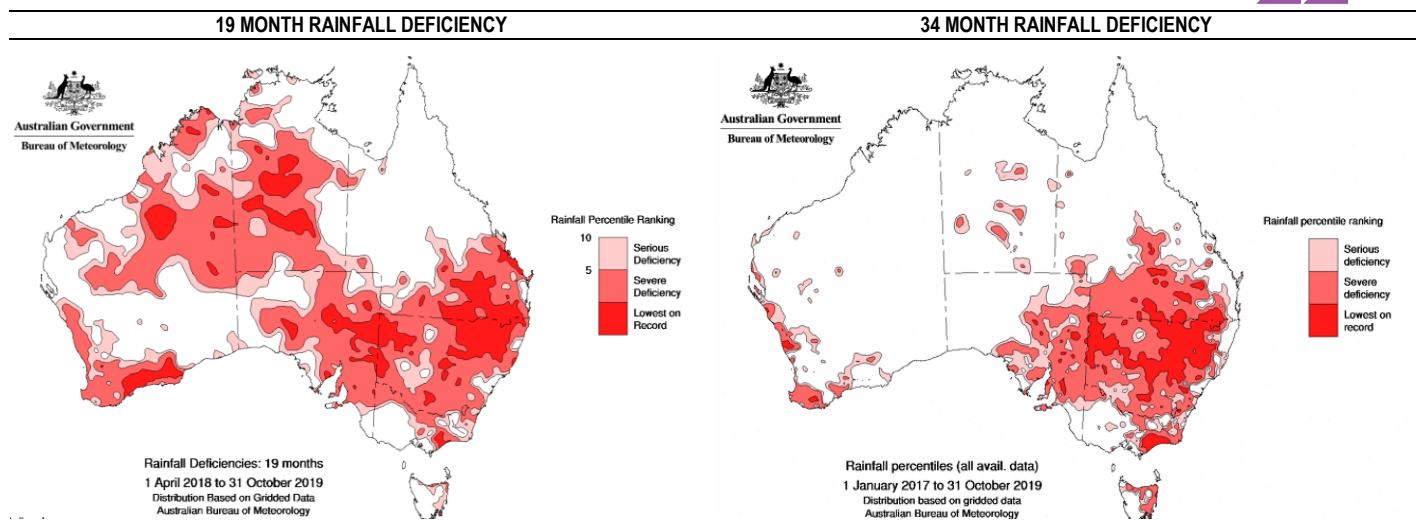 19 MONTH RAINFALL DEFICIENCY
34 MONTH RAINFALL DEFICIENCY
Australian Government
Bureau of Meteorology
Rainfall Percentile Ranking
10
Serious
Deficiency
5
Severe
Deficiency
Lowest on
Record
Rainfall Deficiencies: 19 months
1 April 2018 to 31 October 2019
Distribution Based on Gridded Data
Australian Bureau of Meteorology
Australian Government
Bureau of Meteorology
Rainfall percentile ranking
Serious
deficiency
Severe
deficiency
Lowest on
record
Rainfall percentiles (all avail. data)
1 January 2017 to 31 October 2019
Distribution based on gridded data
Australian Bureau of Meteorology